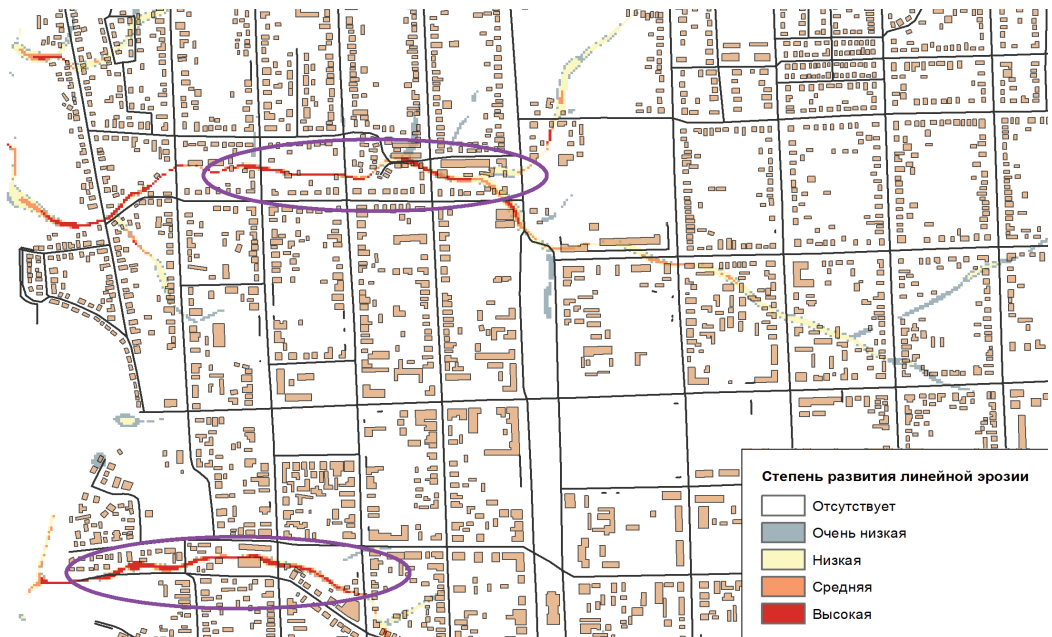 Степень развития линейной эрозии
Отсутствует
Очень низкая
Низкая
Средняя
Высокая